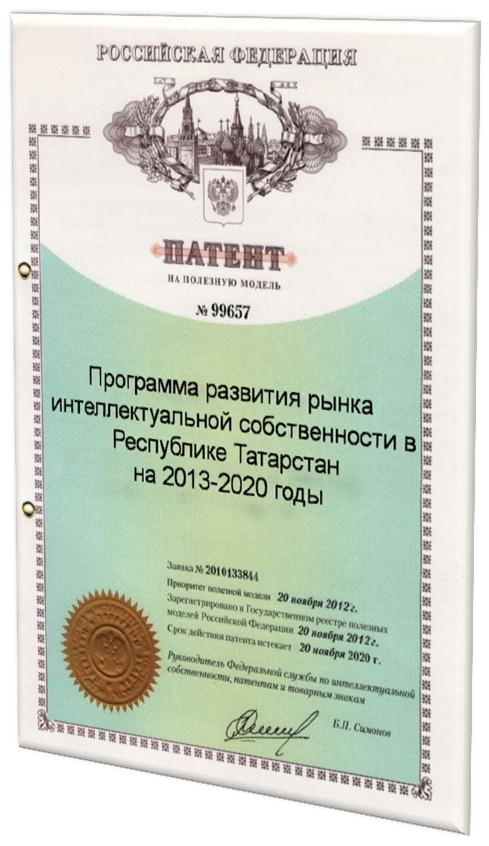 РОССИЙСКАЯ ФЕДЕРАЦИЯ
ПАТЕНТ
НА ПОЛЕЗНУЮ МОДЕЛЬ
№ 99657
Программа развития рынка
интеллектуальной собственности в
Республике Татарстан
на 2013-2020 годы
Заявка № 2010133844
Приоритет полезной модели 20 ноября 2012 г.
Зарегистрировано в Государственном реестре полезных
моделей Российской Федерации 20 ноября 2012 г.
Срок действия патента истекает 20 ноября 2020 г.
Руководитель Федеральной службы по интеллектуальной
собственности, патентам и товарным знакам
Б.П. Симонов